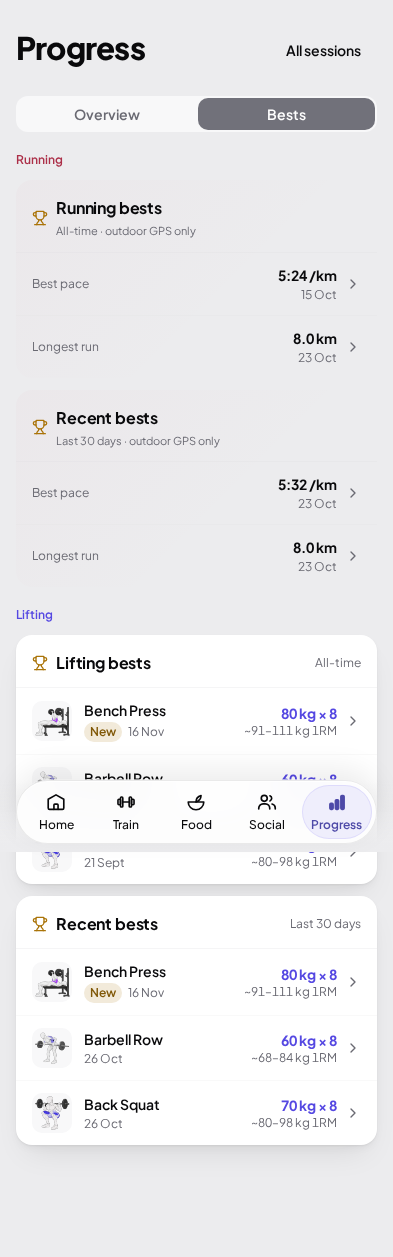 Progress
All sessions
Overview
Bests
Running
Running bests
All-time · outdoor GPS only
Best pace
5:24 /km
15 Oct
Longest run
8.0 km
23 Oct
Recent bests
Last 30 days · outdoor GPS only
Best pace
5:32 /km
23 Oct
Longest run
8.0 km
23 Oct
Lifting
Lifting bests
All-time
Bench Press
80 kg × 8
New 16 Nov
~91–111 kg 1RM
Barbell Row
60 kg × 8
Home
Train
Food
Social
Progress
21 Sept
~80–98 kg 1RM
Recent bests
Last 30 days
Bench Press
80 kg × 8
New 16 Nov
~91–111 kg 1RM
Barbell Row
60 kg × 8
26 Oct
~68–84 kg 1RM
Back Squat
70 kg × 8
26 Oct
~80–98 kg 1RM